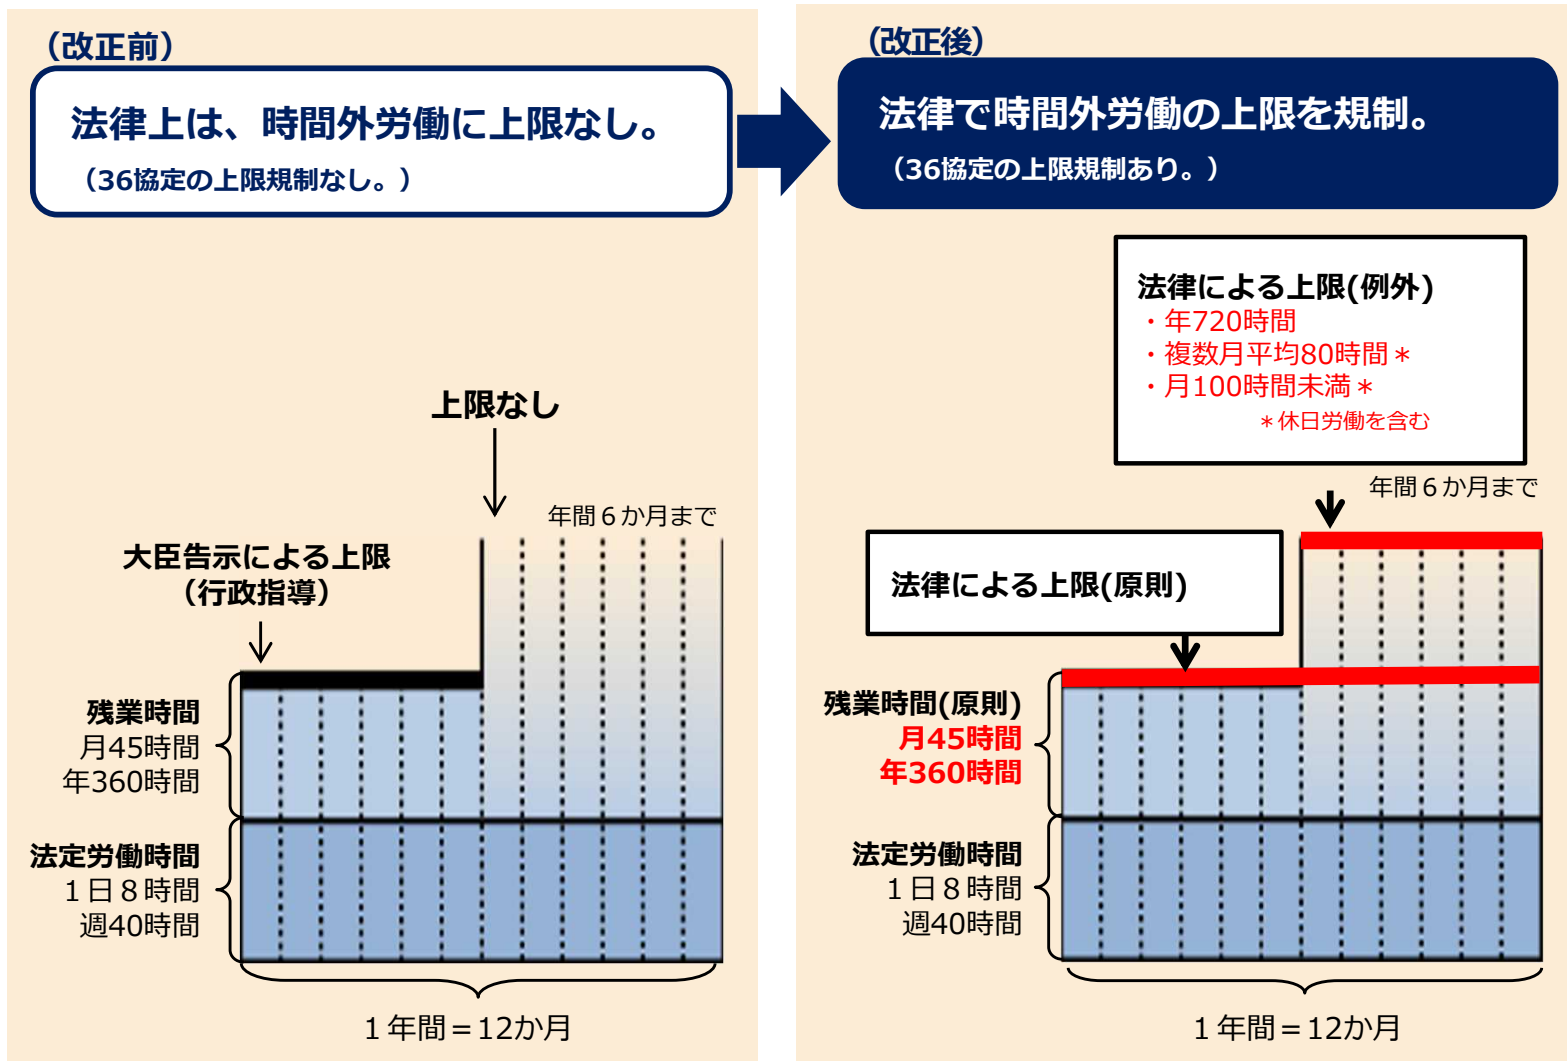 （改正前）
法律上は、時間外労働に上限なし。
（36協定の上限規制なし。）
上限なし
年間６か月まで
大臣告示による上限
（行政指導）
残業時間
月45時間
年360時間
法定労働時間
１日８時間
週40時間
１年間＝12か月
（改正後）
法律で時間外労働の上限を規制。
（36協定の上限規制あり。）
法律による上限(例外)
・年720時間
・複数月平均80時間＊
・月100時間未満＊
＊休日労働を含む
年間６か月まで
法律による上限(原則)
残業時間(原則)
月45時間
年360時間
法定労働時間
１日８時間
週40時間
１年間＝12か月